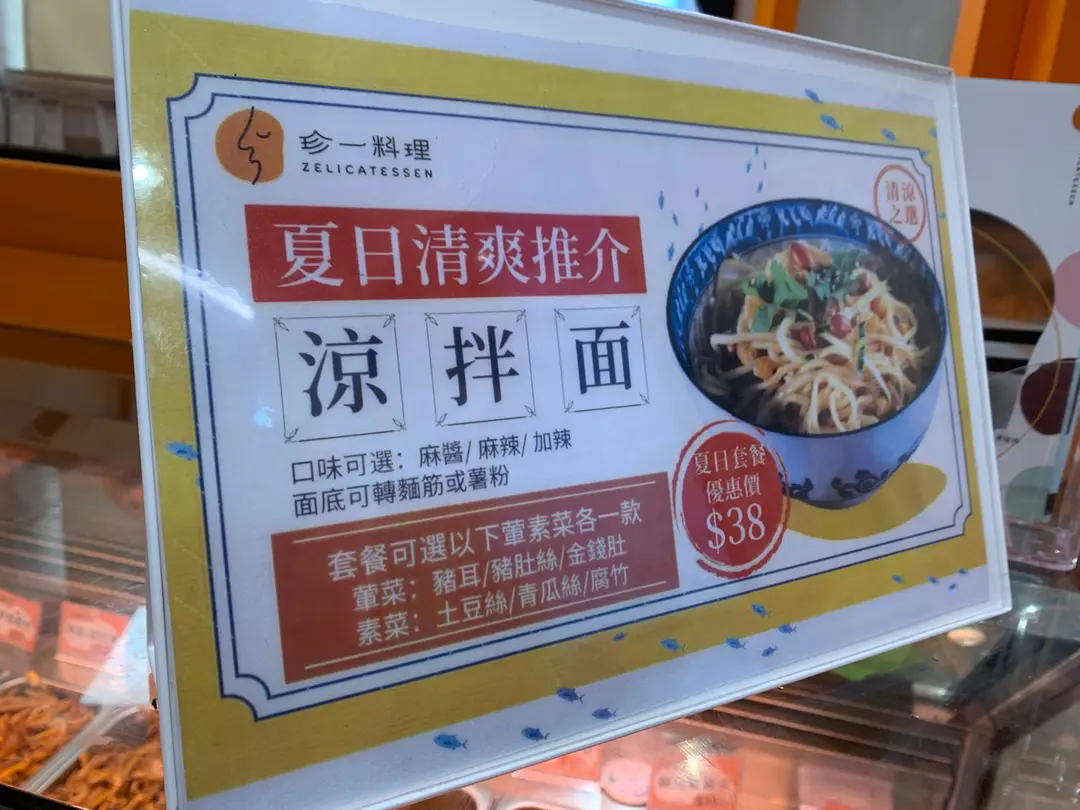 珍一料理
ZELICATESSEN
夏日清爽推介
涼拌面
口味可選：麻醬/麻辣/加辣
面底可轉麵筋或薯粉
套餐可選以下葷素菜各一款
葷菜：豬耳/豬肚絲/金錢肚
素菜：土豆絲/青瓜絲/腐竹
清涼
之選
夏日套餐
優惠價
$38